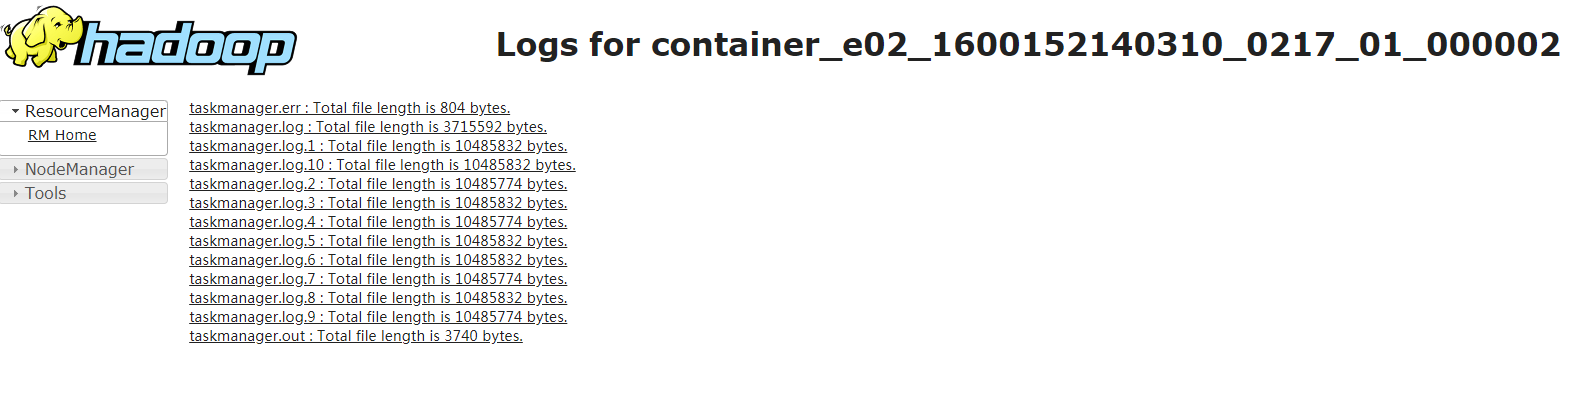 hadoop
Logs for container_e02_1600152140310_0217_01_000002
ResourceManager
RM Home
NodeManager
Tools
taskmanager.err : Total file length is 804 bytes.
taskmanager.log : Total file length is 3715592 bytes.
taskmanager.log.1 : Total file length is 10485832 bytes.
taskmanager.log.10 : Total file length is 10485832 bytes.
taskmanager.log.2 : Total file length is 10485774 bytes.
taskmanager.log.3 : Total file length is 10485832 bytes.
taskmanager.log.4 : Total file length is 10485774 bytes.
taskmanager.log.5 : Total file length is 10485832 bytes.
taskmanager.log.6 : Total file length is 10485832 bytes.
taskmanager.log.7 : Total file length is 10485774 bytes.
taskmanager.log.8 : Total file length is 10485832 bytes.
taskmanager.log.9 : Total file length is 10485774 bytes.
taskmanager.out : Total file length is 3740 bytes.